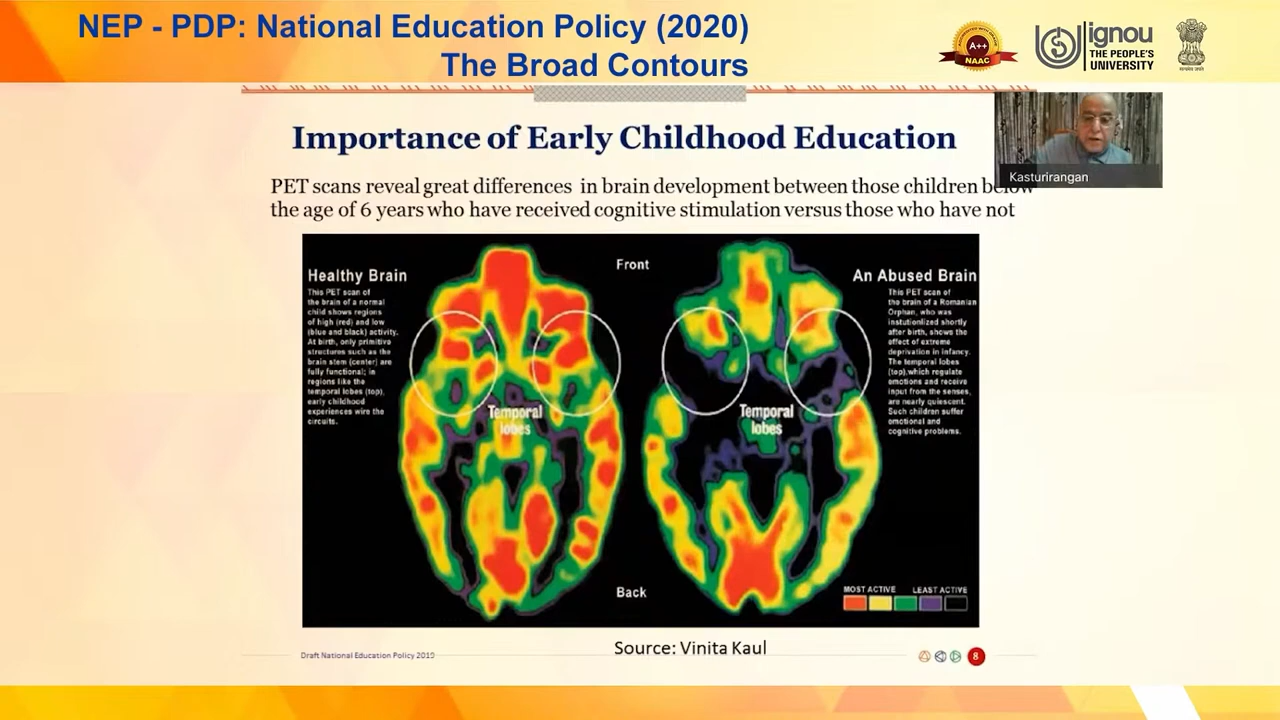 NEP - PDP: National Education Policy (2020)
The Broad Contours
A++
NAAC
ignou
THE PEOPLE'S
UNIVERSITY
Importance of Early Childhood Education
Kasturirangan
PET scans reveal great differences in brain development between those children below
the age of 6 years who have received cognitive stimulation versus those who have not
Healthy Brain
This PET scan of
the brain of a normal
child shows regions
of high (red) and low
(blue and black) activity.
At birth, only primitive
structures such as the
brain stem (center) are
fully functional; in
regions like the
temporal lobes (top),
early childhood
experiences wire the
circuits.
Front
Temporal
lobes
Temporal
lobes
Back
An Abused Brain
This PET scan of
the brain of a Romanian
Orphan, who was
instutionized shortly
after birth, shows the
effect of extreme
deprivation in infancy.
The temporal lobes
(top),which regulate
emotions and receive
input from the senses,
are nearly quiescent.
Such children suffer
emotional and
cognitive problems.
MOST ACTIVE LEAST ACTIVE
Source: Vinita Kaul
Draft National Education Policy 2019
8